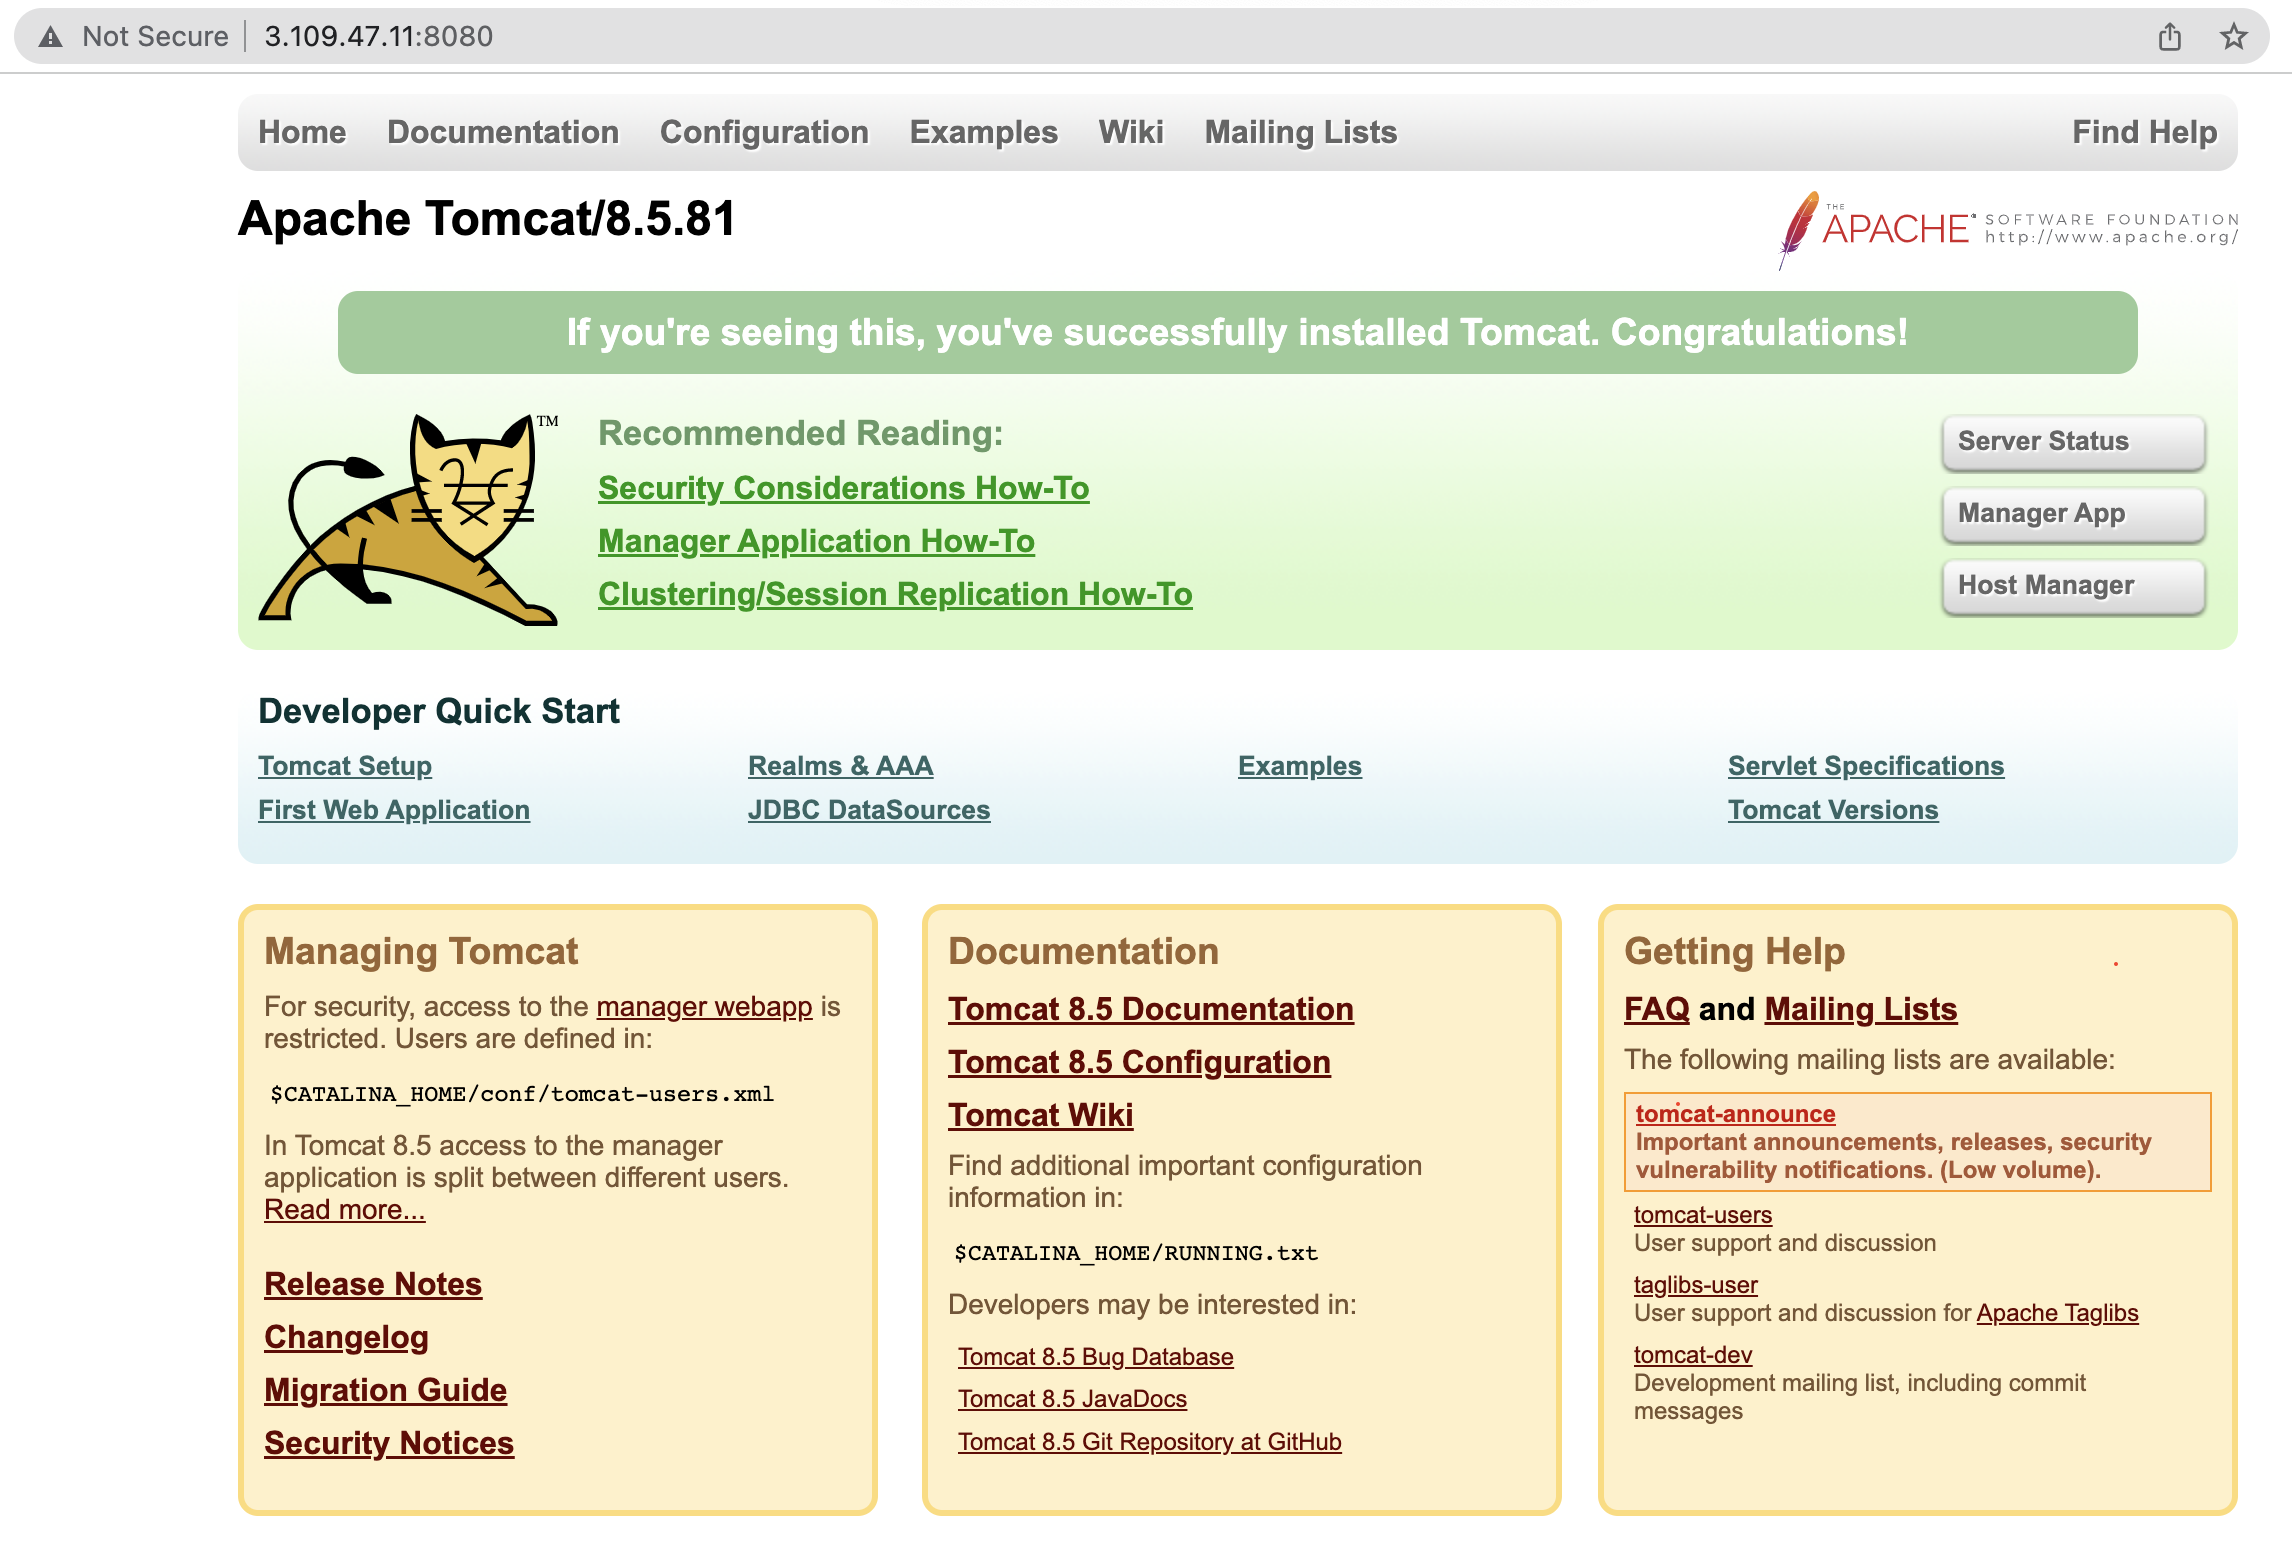 Not Secure | 3.109.47.11:8080
Home Documentation Configuration Examples Wiki Mailing Lists Find Help
Apache Tomcat/8.5.81
THE APACHE SOFTWARE FOUNDATION
http://www.apache.org/
If you're seeing this, you've successfully installed Tomcat. Congratulations!
TM
Recommended Reading:
Security Considerations How-To
Manager Application How-To
Clustering/Session Replication How-To
Server Status
Manager App
Host Manager
Developer Quick Start
Tomcat Setup
First Web Application
Realms & AAA
JDBC DataSources
Examples
Servlet Specifications
Tomcat Versions
Managing Tomcat
For security, access to the manager webapp is
restricted. Users are defined in:
$CATALINA_HOME/conf/tomcat-users.xml
In Tomcat 8.5 access to the manager
application is split between different users.
Read more...
Release Notes
Changelog
Migration Guide
Security Notices
Documentation
Tomcat 8.5 Documentation
Tomcat 8.5 Configuration
Tomcat Wiki
Find additional important configuration
information in:
$CATALINA_HOME/RUNNING.txt
Developers may be interested in:
Tomcat 8.5 Bug Database
Tomcat 8.5 JavaDocs
Tomcat 8.5 Git Repository at GitHub
Getting Help
FAQ and Mailing Lists
The following mailing lists are available:
tomcat-announce
Important announcements, releases, security
vulnerability notifications. (Low volume).
tomcat-users
User support and discussion
taglibs-user
User support and discussion for Apache Taglibs
tomcat-dev
Development mailing list, including commit
messages